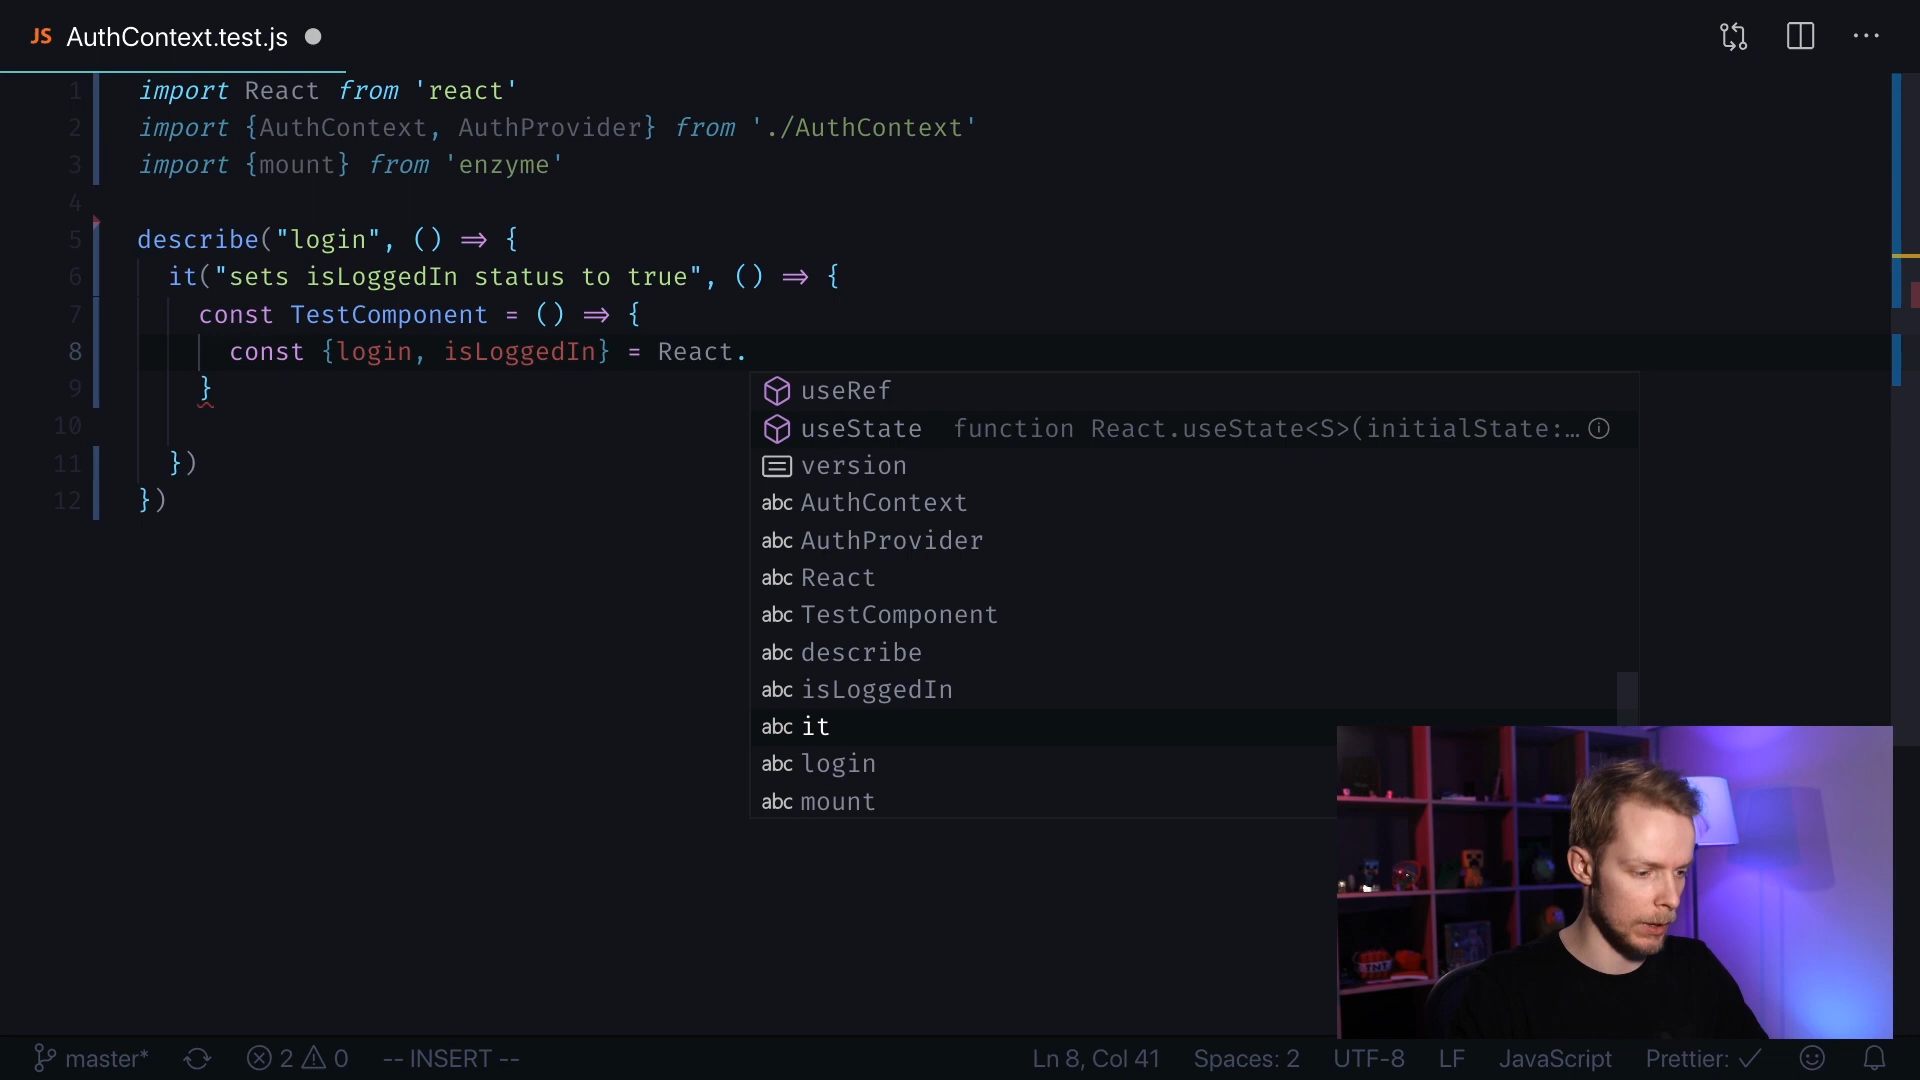 JS AuthContext.test.js
1 import React from 'react'
2 import {AuthContext, AuthProvider} from './AuthContext'
3 import {mount} from 'enzyme'
4
5 describe("login", () => {
6 it("sets isLoggedIn status to true", () => {
7 const TestComponent = () => {
8 const {login, isLoggedIn} = React.
9 }
10
11 })
12 })
useRef
useState function React.useState<S>(initialState:…
version
abc AuthContext
abc AuthProvider
abc React
abc TestComponent
abc describe
abc isLoggedIn
abc it
abc login
abc mount
TNT
master* 2 0 -- INSERT -- Ln 8, Col 41 Spaces: 2 UTF-8 LF JavaScript Prettier: ✓